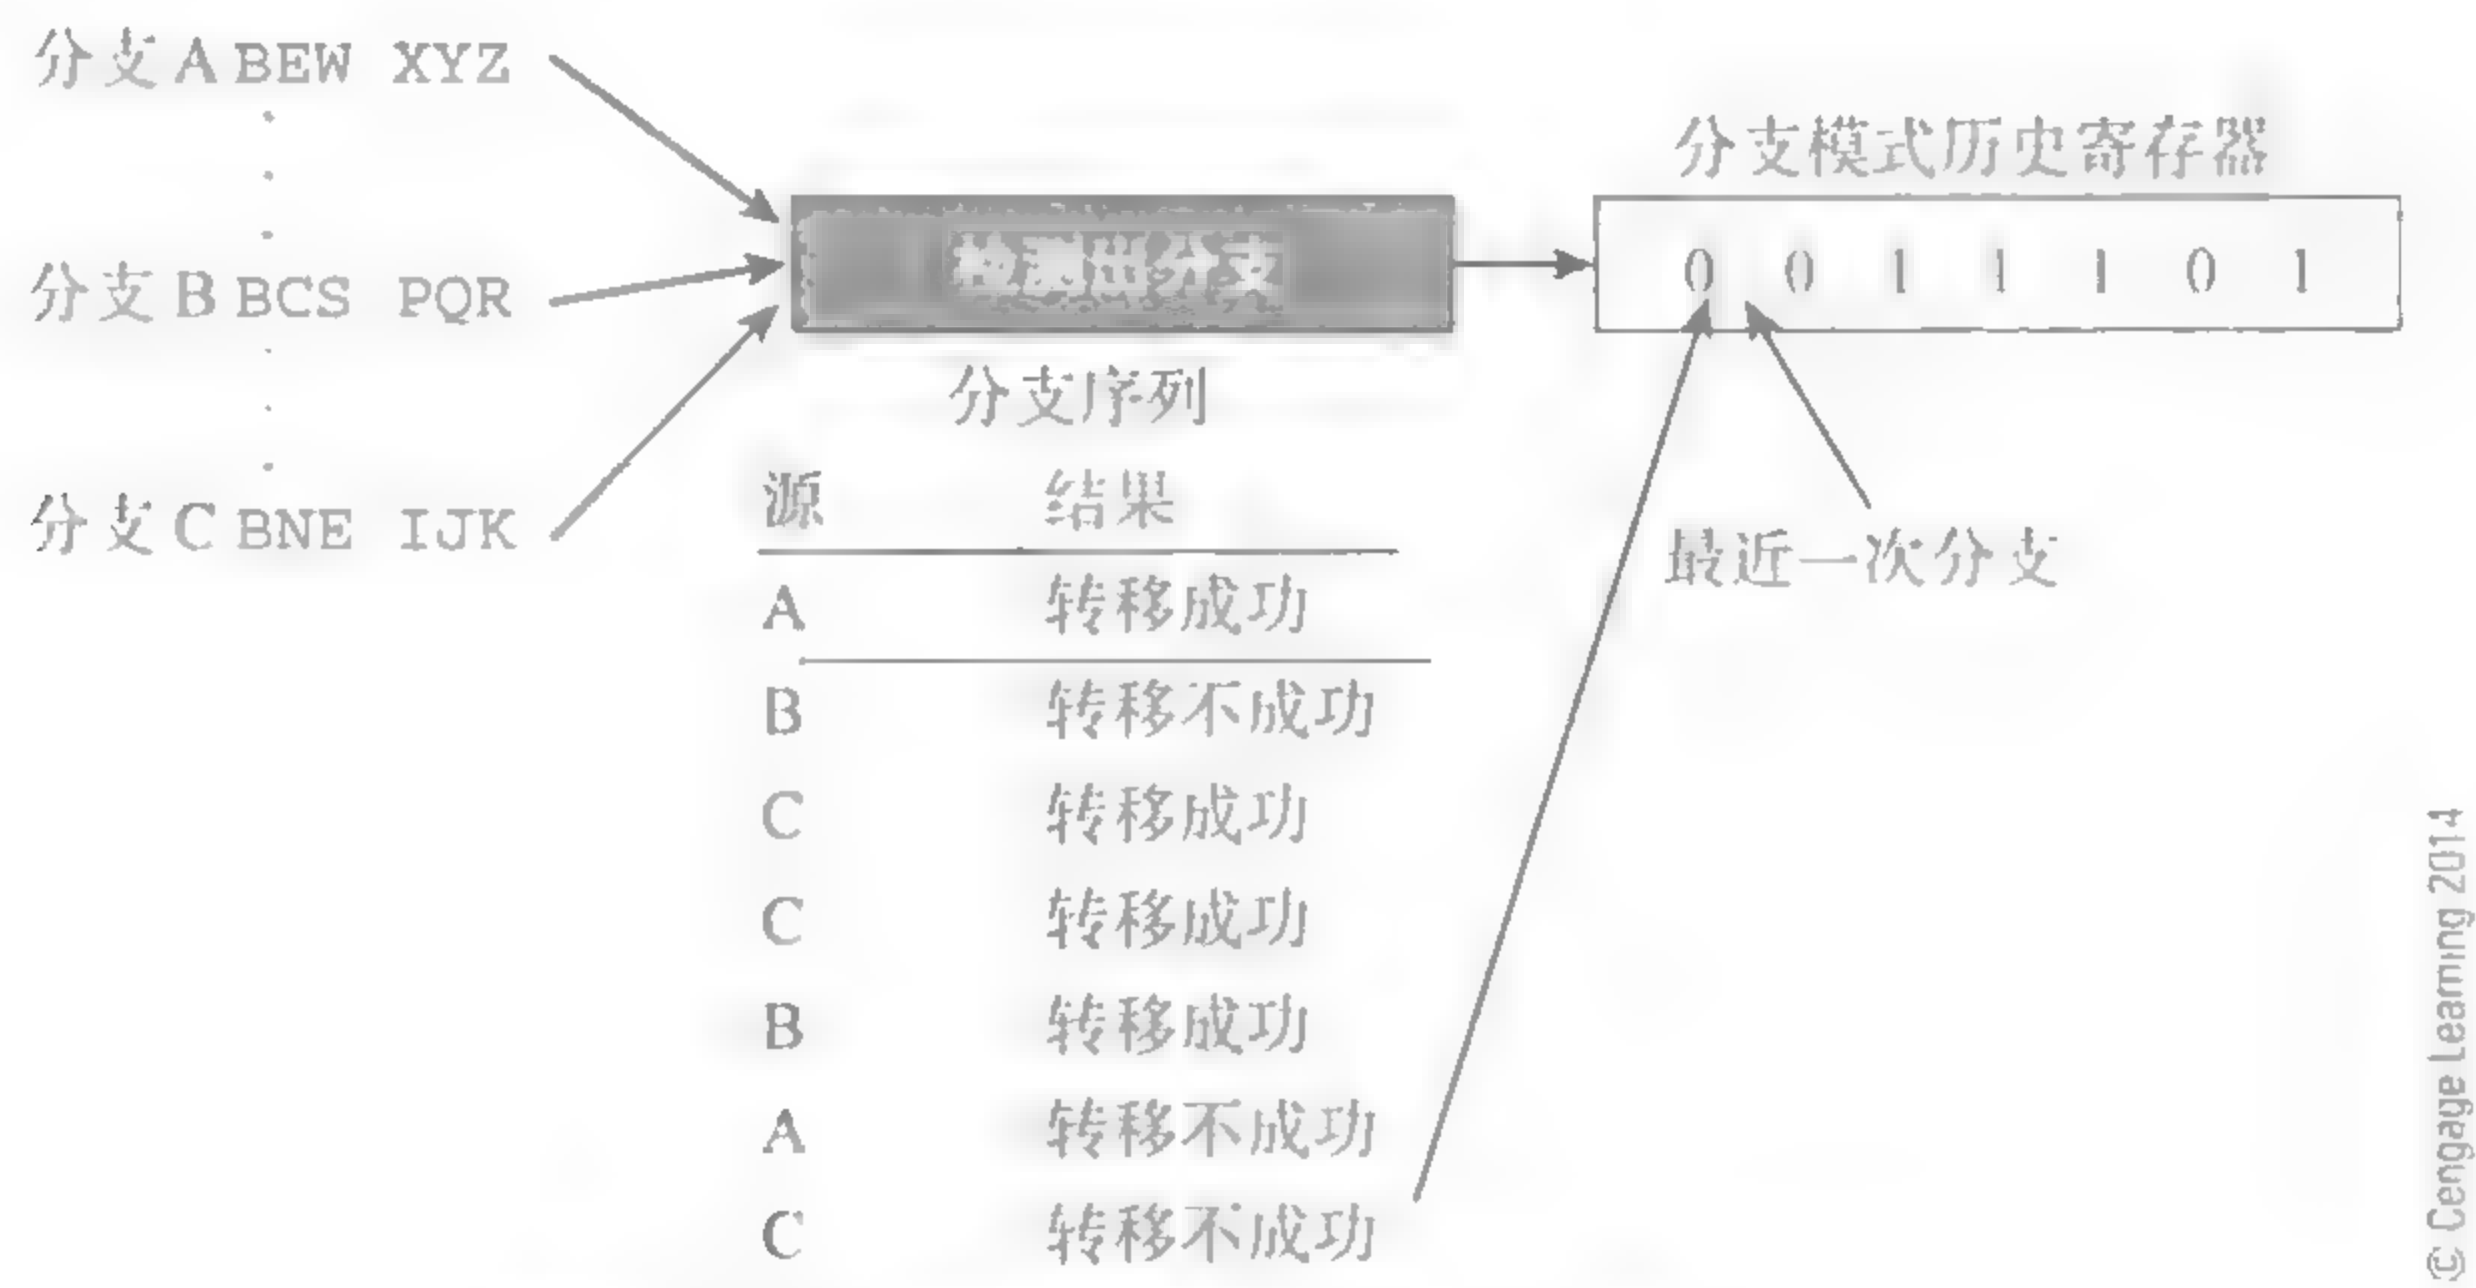 分支A BEW XYZ
分支B BCS PQR
分支C BNE IJK
分支序列
源 结果
A 转移成功
B 转移不成功
C 转移成功
C 转移成功
B 转移成功
A 转移不成功
C 转移不成功
分支模式历史寄存器
0 0 1 1 1 0 1
最近一次分支
© Cengage Learning 2014